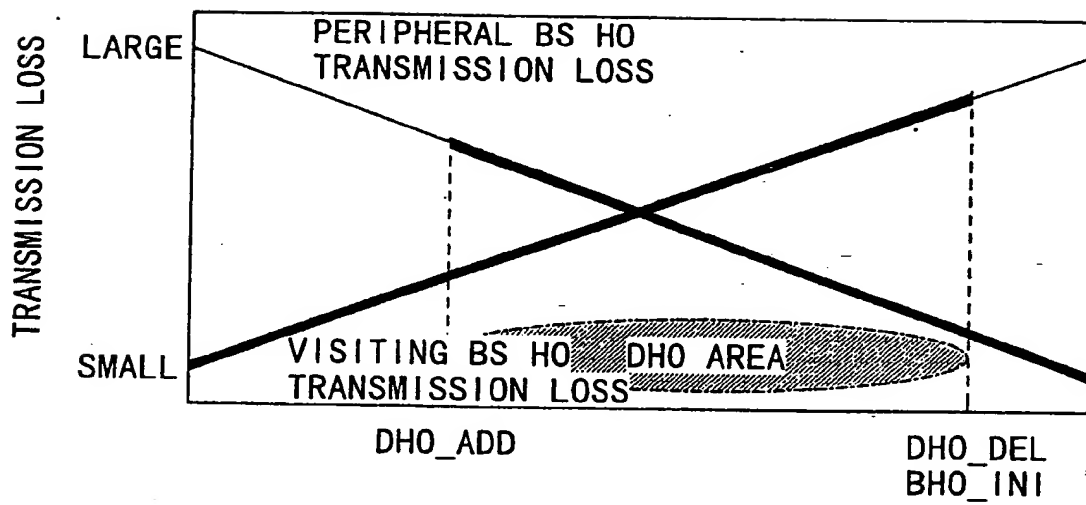 PERIPHERAL BS HO
TRANSMISSION LOSS
LARGE
TRANSMISSION LOSS
SMALL
VISITING BS HO DHO AREA
TRANSMISSION LOSS
DHO_ADD
DHO_DEL
BHO_INI